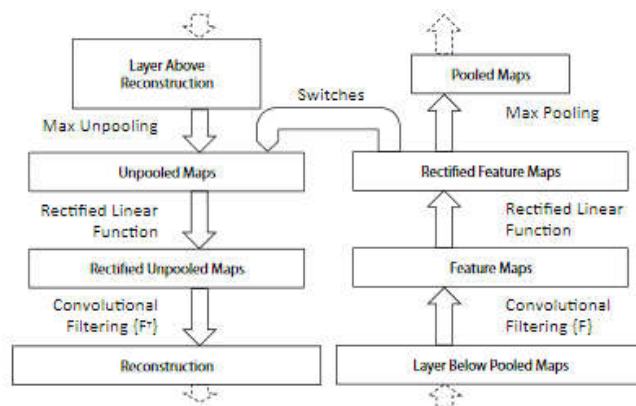 Layer Above
Reconstruction
Switches
Pooled Maps
Max Unpooling
Max Pooling
Unpooled Maps
Rectified Feature Maps
Rectified Linear
Function
Rectified Linear
Function
Rectified Unpooled Maps
Feature Maps
Convolutional
Filtering {Fᵀ}
Convolutional
Filtering {F}
Reconstruction
Layer Below Pooled Maps